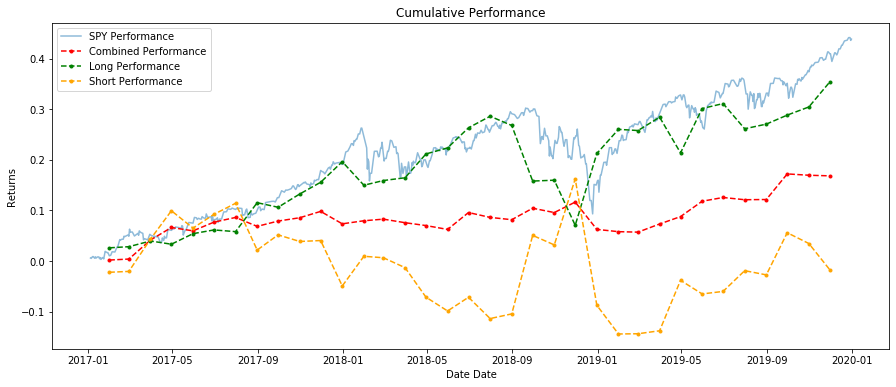 Cumulative Performance
SPY Performance
Combined Performance
Long Performance
Short Performance
Returns
0.4
0.3
0.2
0.1
0.0
−0.1
2017-01 2017-05 2017-09 2018-01 2018-05 2018-09 2019-01 2019-05 2019-09 2020-01
Date Date